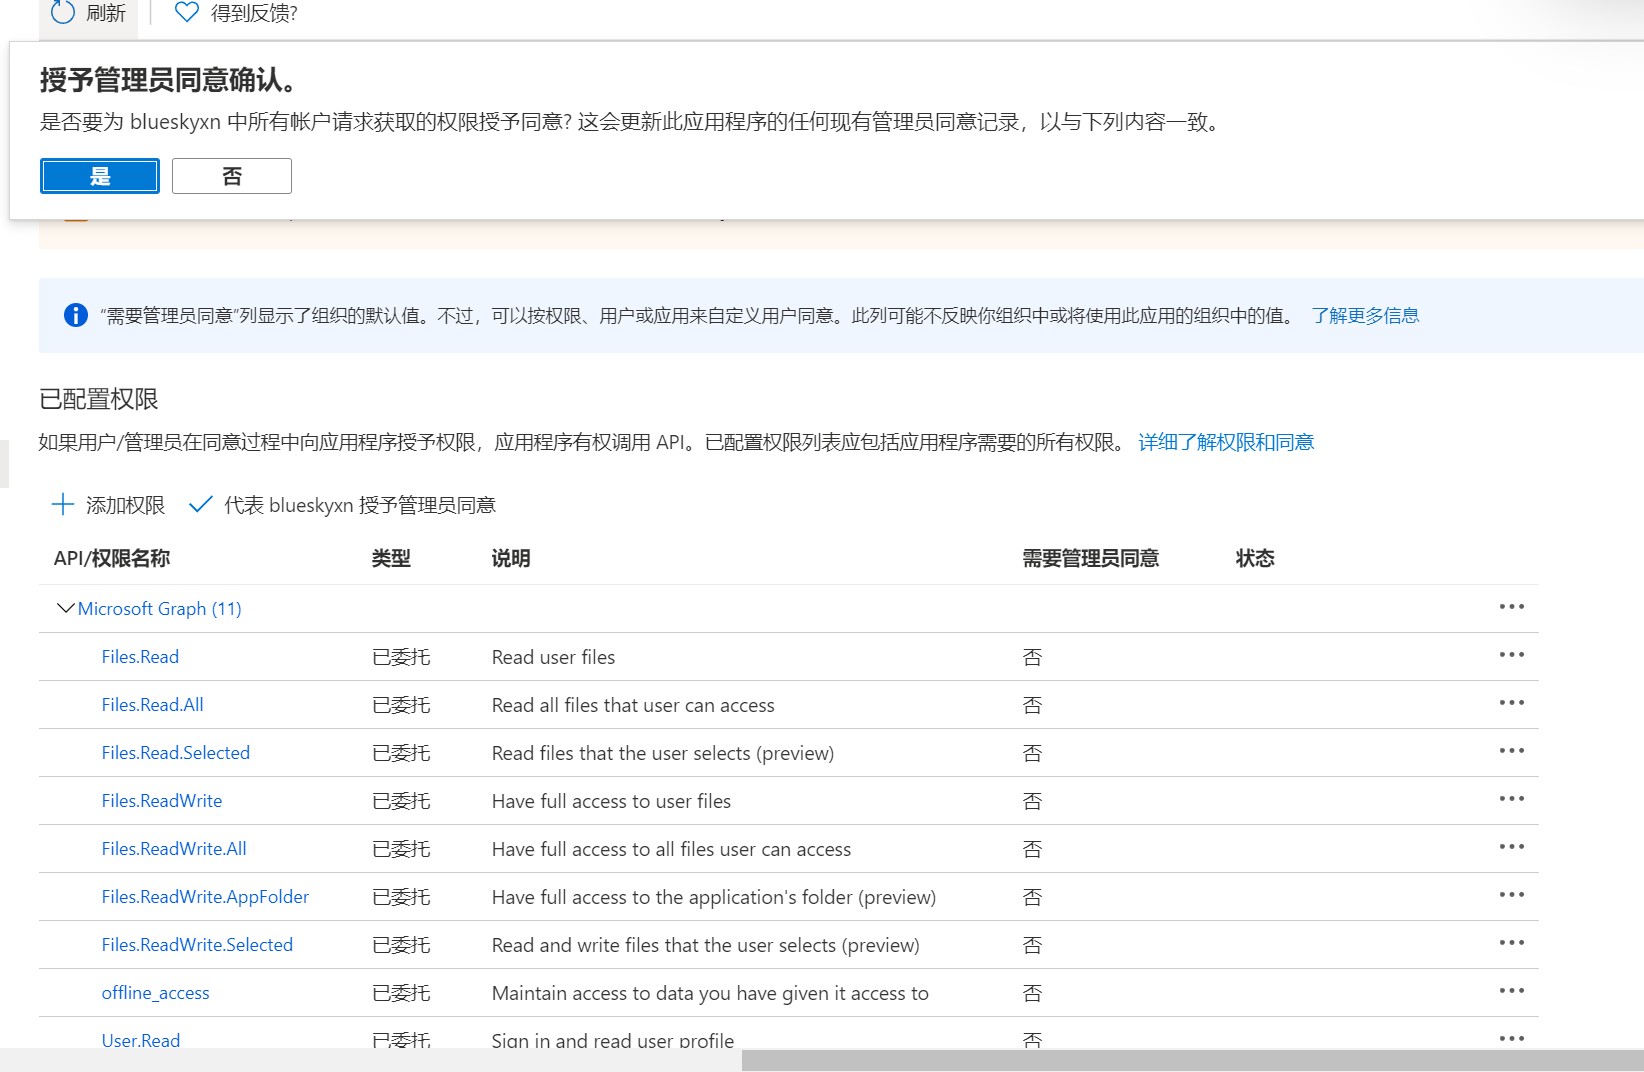 刷新 得到反馈?
授予管理员同意确认。
是否要为 blueskyxn 中所有帐户请求获取的权限授予同意? 这会更新此应用程序的任何现有管理员同意记录，以与下列内容一致。
是 否
“需要管理员同意”列显示了组织的默认值。不过，可以按权限、用户或应用来自定义用户同意。此列可能不反映你组织中或将使用此应用的组织中的值。 了解更多信息
已配置权限
如果用户/管理员在同意过程中向应用程序授予权限，应用程序有权调用 API。已配置权限列表应包括应用程序需要的所有权限。 详细了解权限和同意
添加权限 代表 blueskyxn 授予管理员同意
API/权限名称 类型 说明 需要管理员同意 状态
Microsoft Graph (11) •••
Files.Read 已委托 Read user files 否 •••
Files.Read.All 已委托 Read all files that user can access 否 •••
Files.Read.Selected 已委托 Read files that the user selects (preview) 否 •••
Files.ReadWrite 已委托 Have full access to user files 否 •••
Files.ReadWrite.All 已委托 Have full access to all files user can access 否 •••
Files.ReadWrite.AppFolder 已委托 Have full access to the application's folder (preview) 否 •••
Files.ReadWrite.Selected 已委托 Read and write files that the user selects (preview) 否 •••
offline_access 已委托 Maintain access to data you have given it access to 否 •••
User.Read 已委托 Sign in and read user profile 否 •••